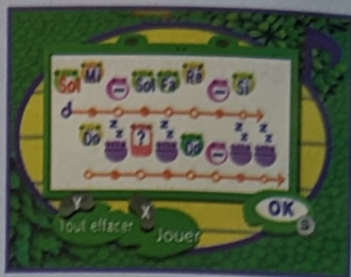 Sol Mi — Sol Fa Ré — Si
Do z z ? z z Do — z z z z
Y X OK S
Tout effacer Jouer